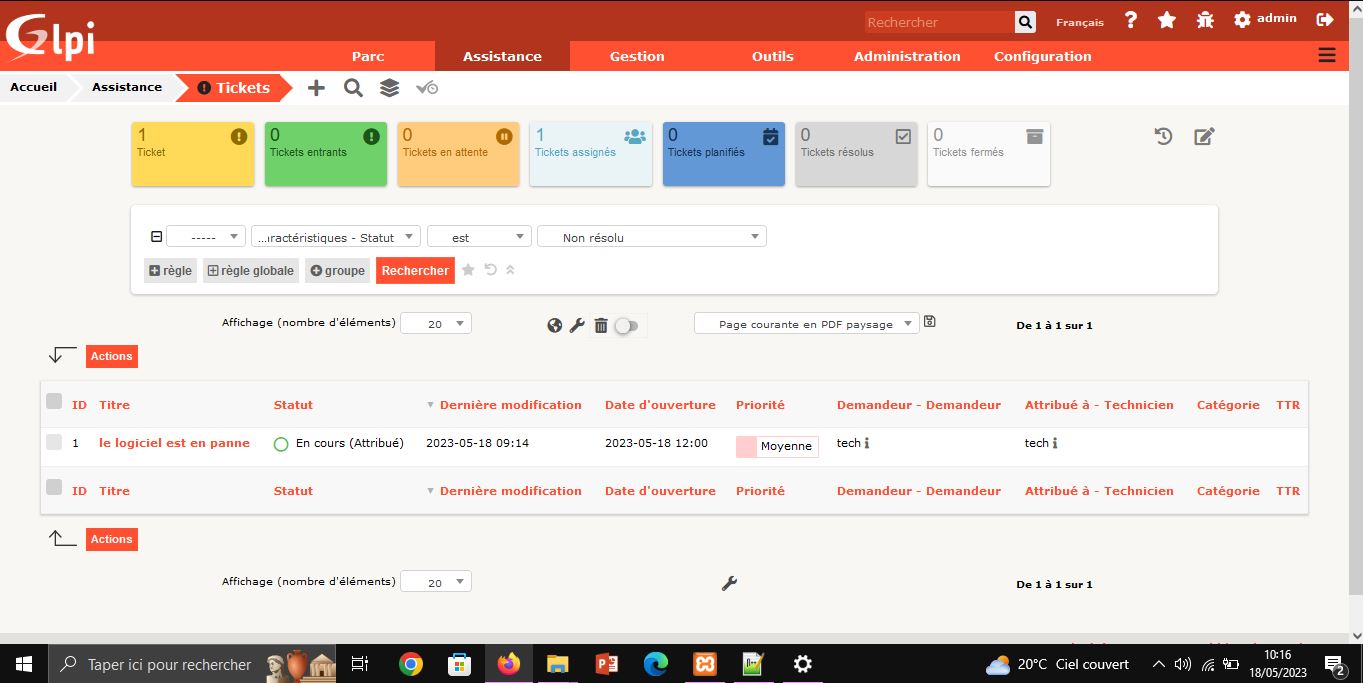 Glpi
Rechercher
Français
?
admin
Parc
Assistance
Gestion
Outils
Administration
Configuration
Accueil
Assistance
Tickets
1
Ticket
0
Tickets entrants
0
Tickets en attente
1
Tickets assignés
0
Tickets planifiés
0
Tickets résolus
0
Tickets fermés
-----
...ıractéristiques - Statut
est
Non résolu
règle
règle globale
groupe
Rechercher
Affichage (nombre d'éléments) 20
Page courante en PDF paysage
De 1 à 1 sur 1
Actions
ID Titre Statut Dernière modification Date d'ouverture Priorité Demandeur - Demandeur Attribué à - Technicien Catégorie TTR
1 le logiciel est en panne En cours (Attribué) 2023-05-18 09:14 2023-05-18 12:00 Moyenne tech tech
ID Titre Statut Dernière modification Date d'ouverture Priorité Demandeur - Demandeur Attribué à - Technicien Catégorie TTR
Actions
Affichage (nombre d'éléments) 20
De 1 à 1 sur 1
Taper ici pour rechercher
20°C Ciel couvert
10:16
18/05/2023
2